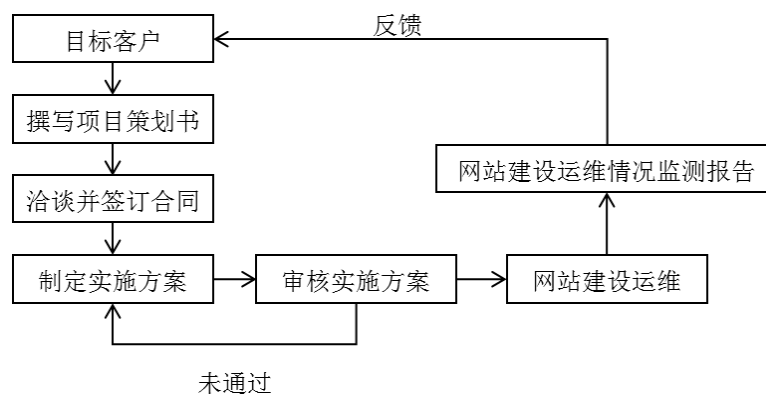 反馈
目标客户
撰写项目策划书
网站建设运维情况监测报告
洽谈并签订合同
制定实施方案
审核实施方案
网站建设运维
未通过